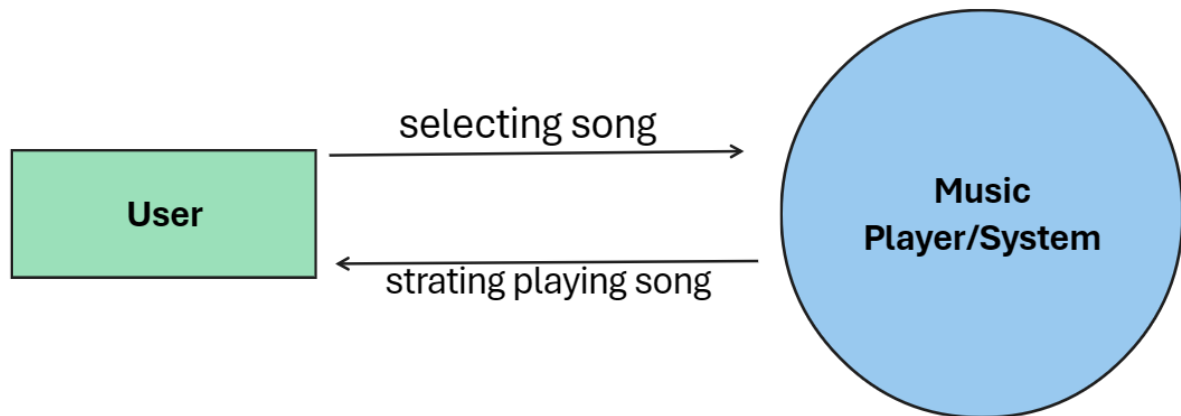 selecting song
User
Music
Player/System
strating playing song